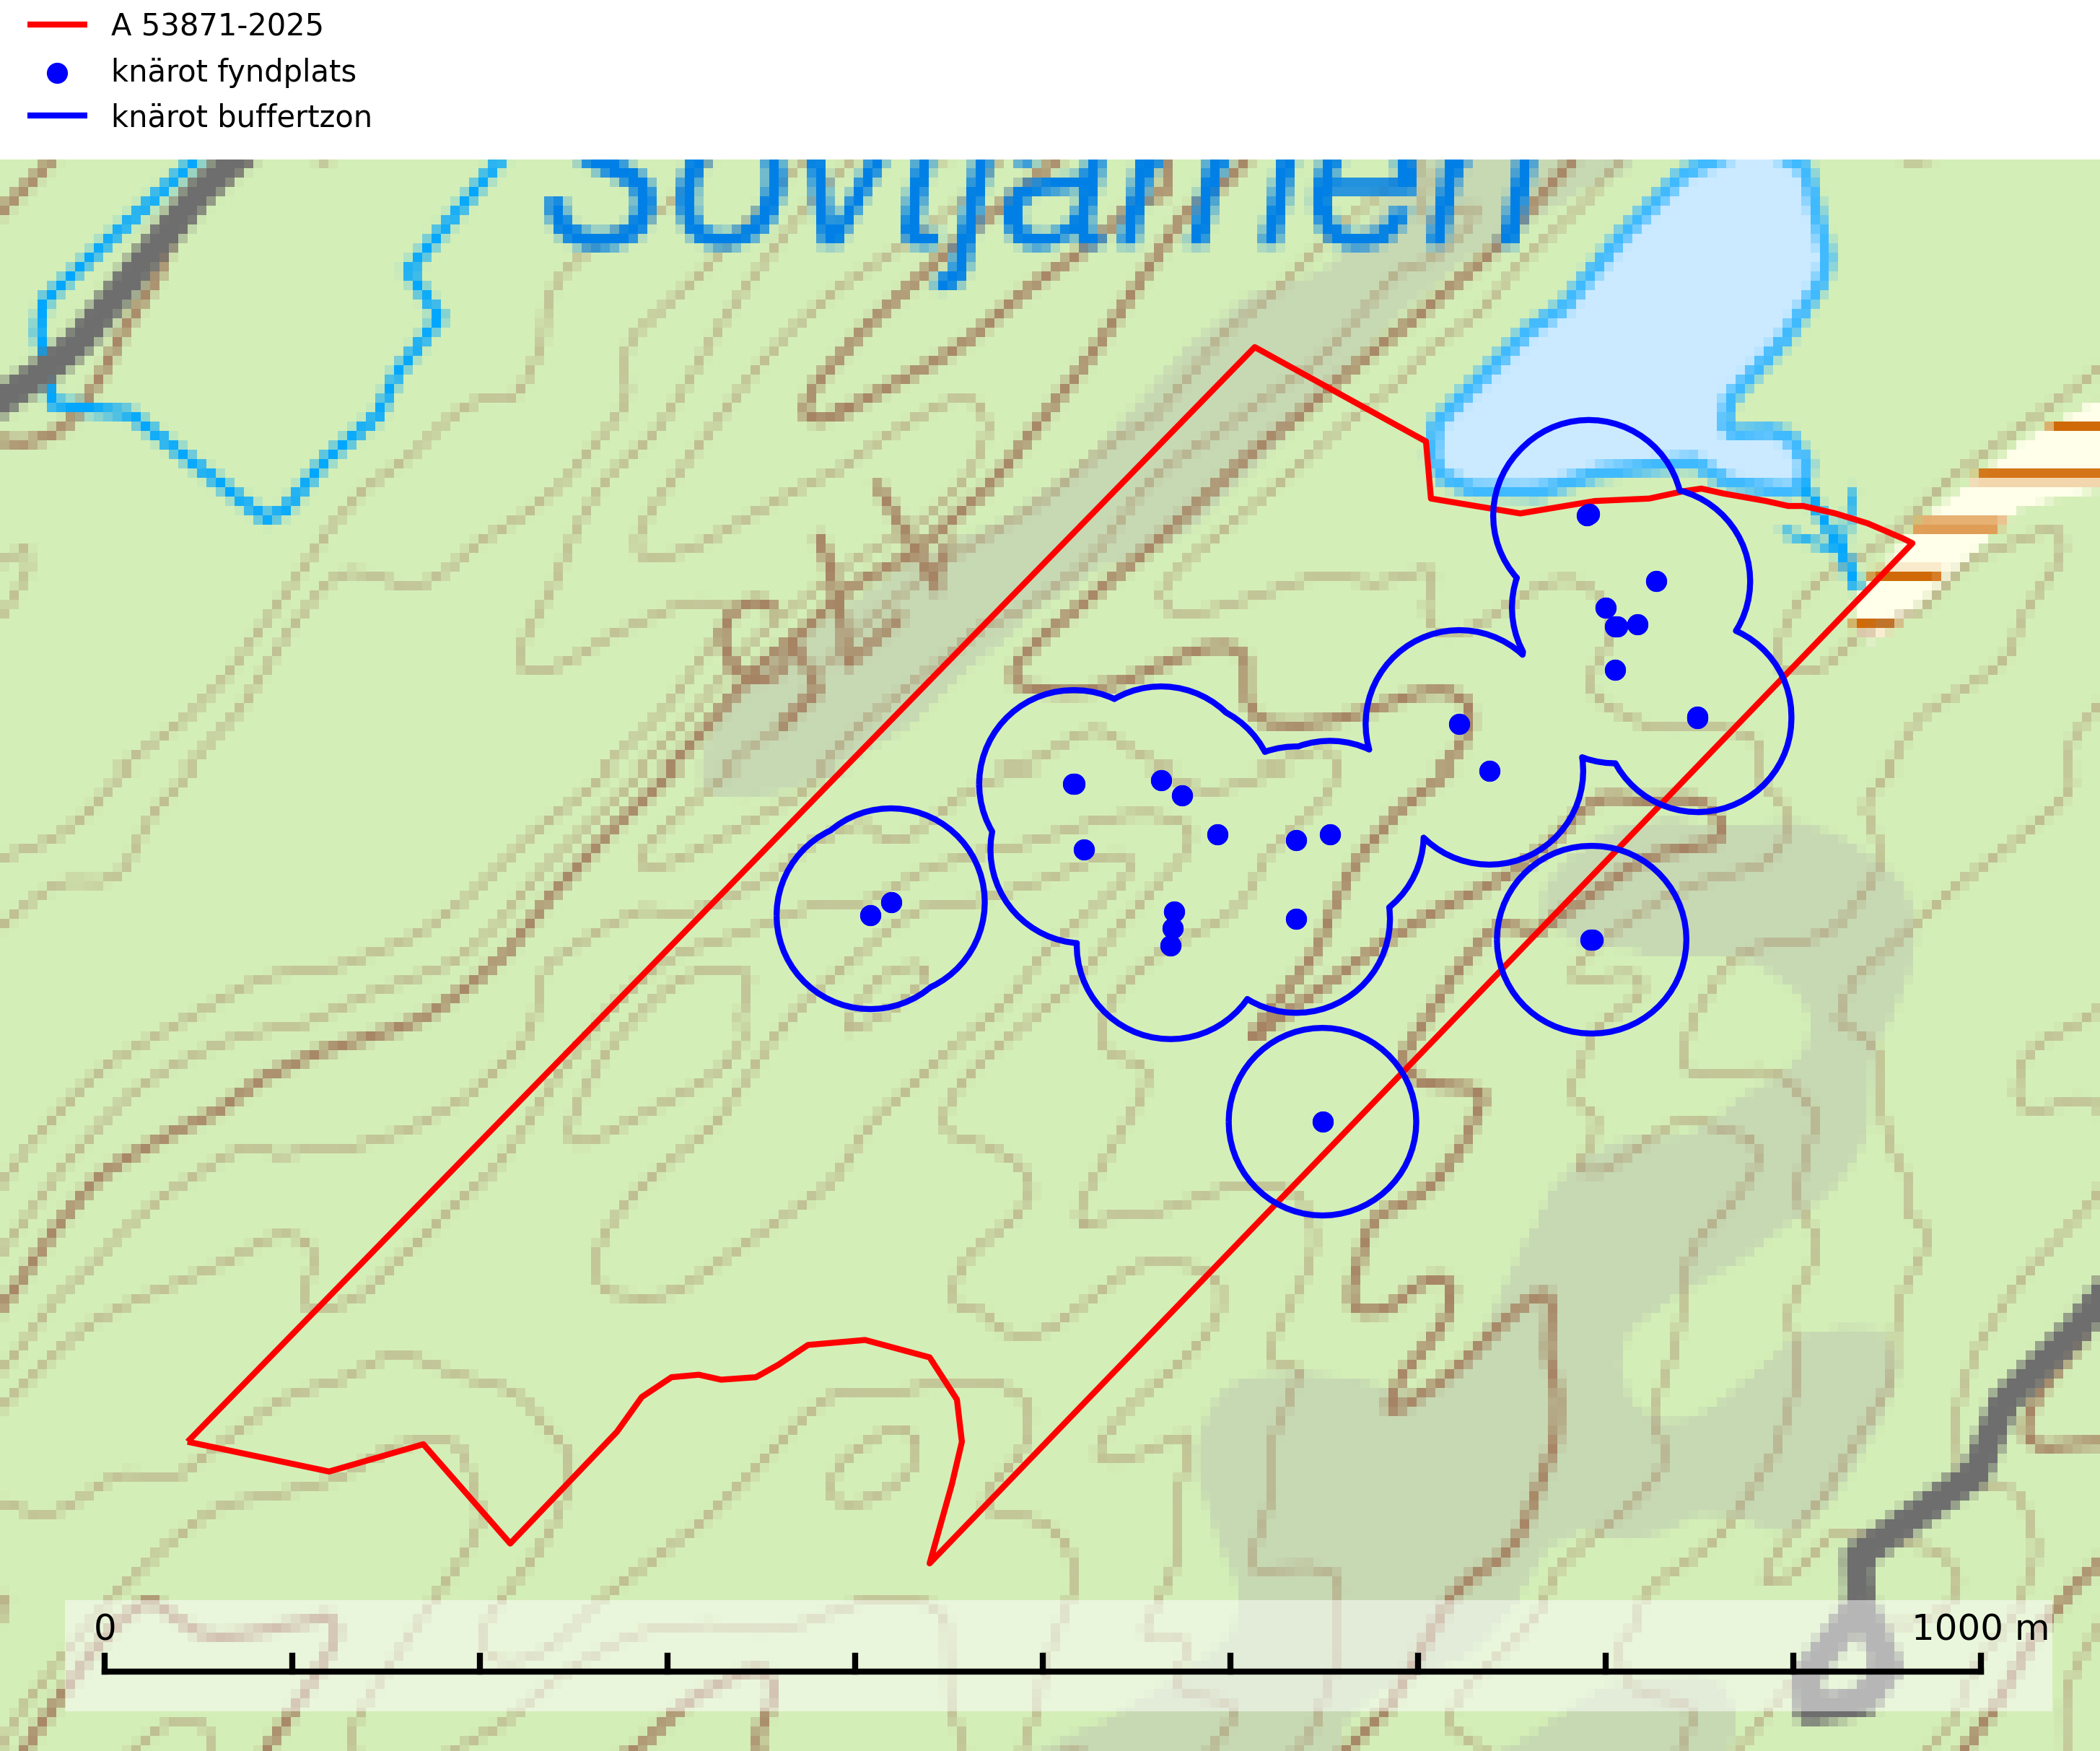 A 53871-2025
knärot fyndplats
knärot buffertzon
0 1000 m